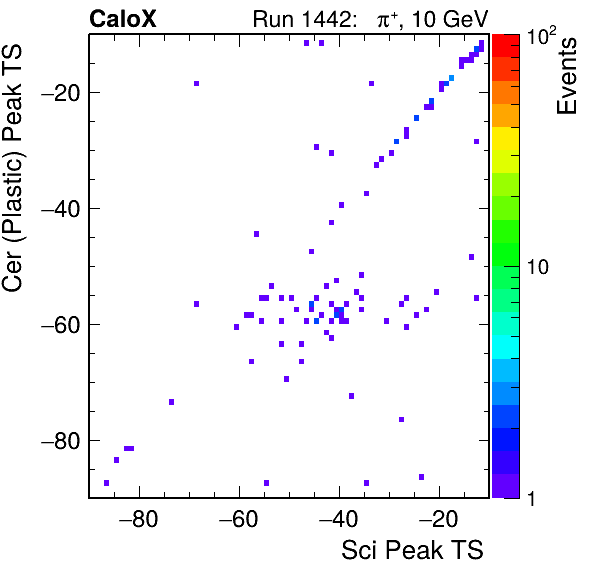 CaloX Run 1442: π⁺, 10 GeV
Cer (Plastic) Peak TS
−20
−40
−60
−80
−80 −60 −40 −20
Sci Peak TS
10²
10
1
Events